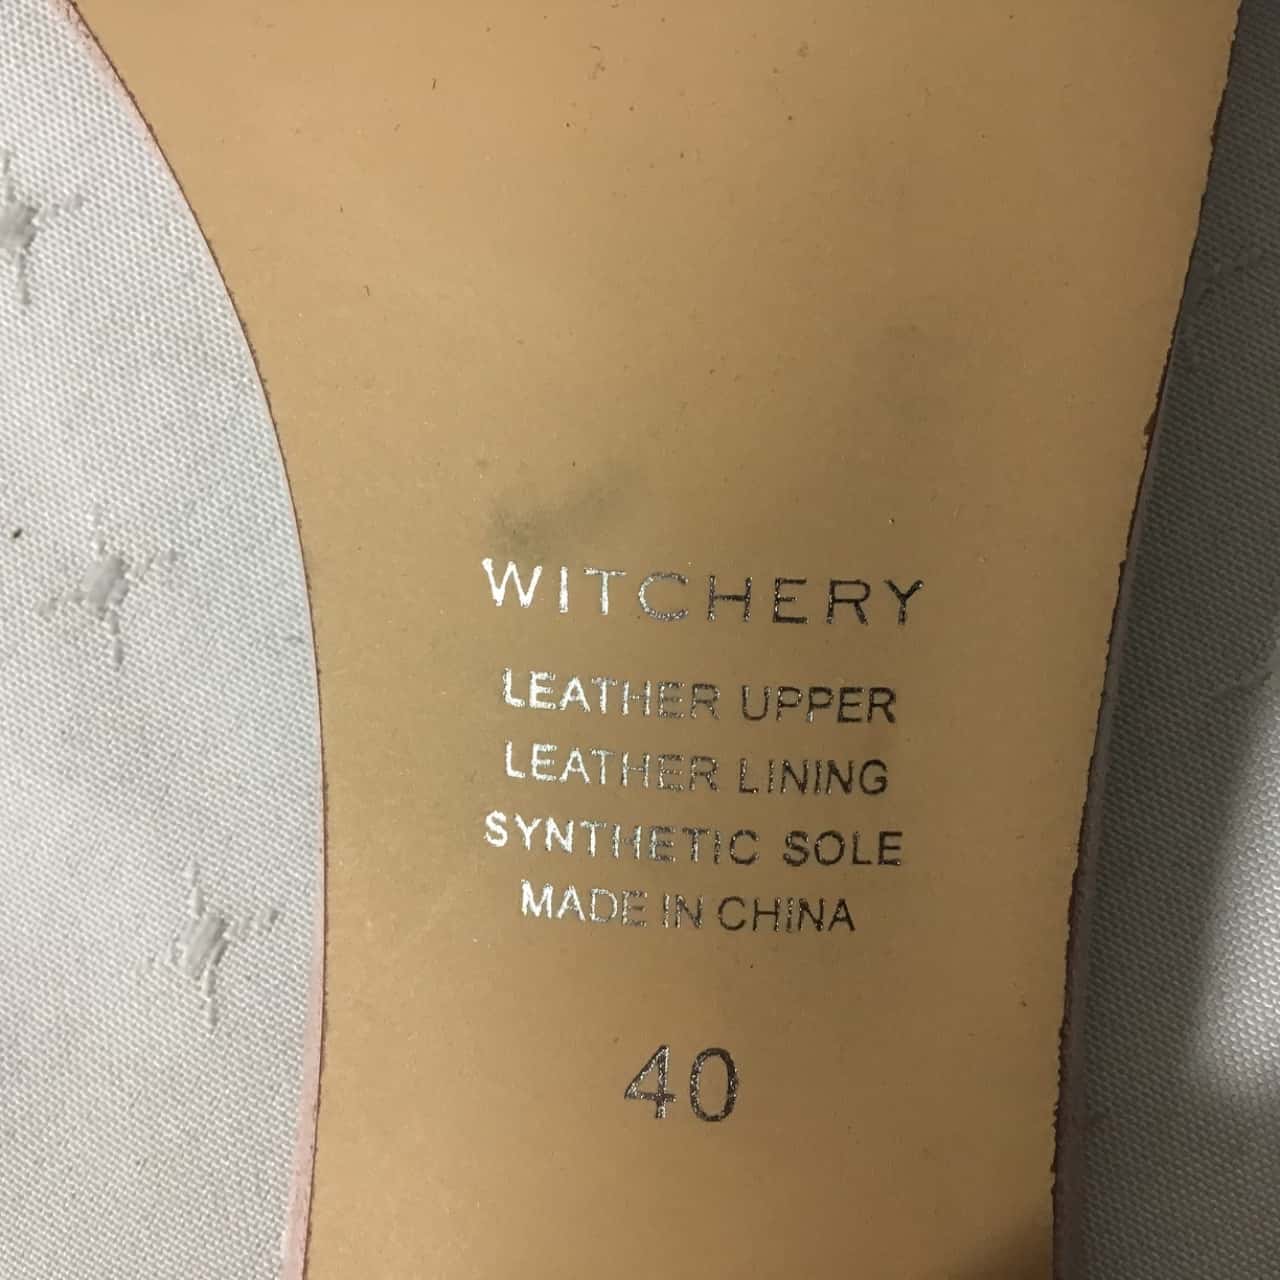 WITCHERY
LEATHER UPPER
LEATHER LINING
SYNTHETIC SOLE
MADE IN CHINA
40